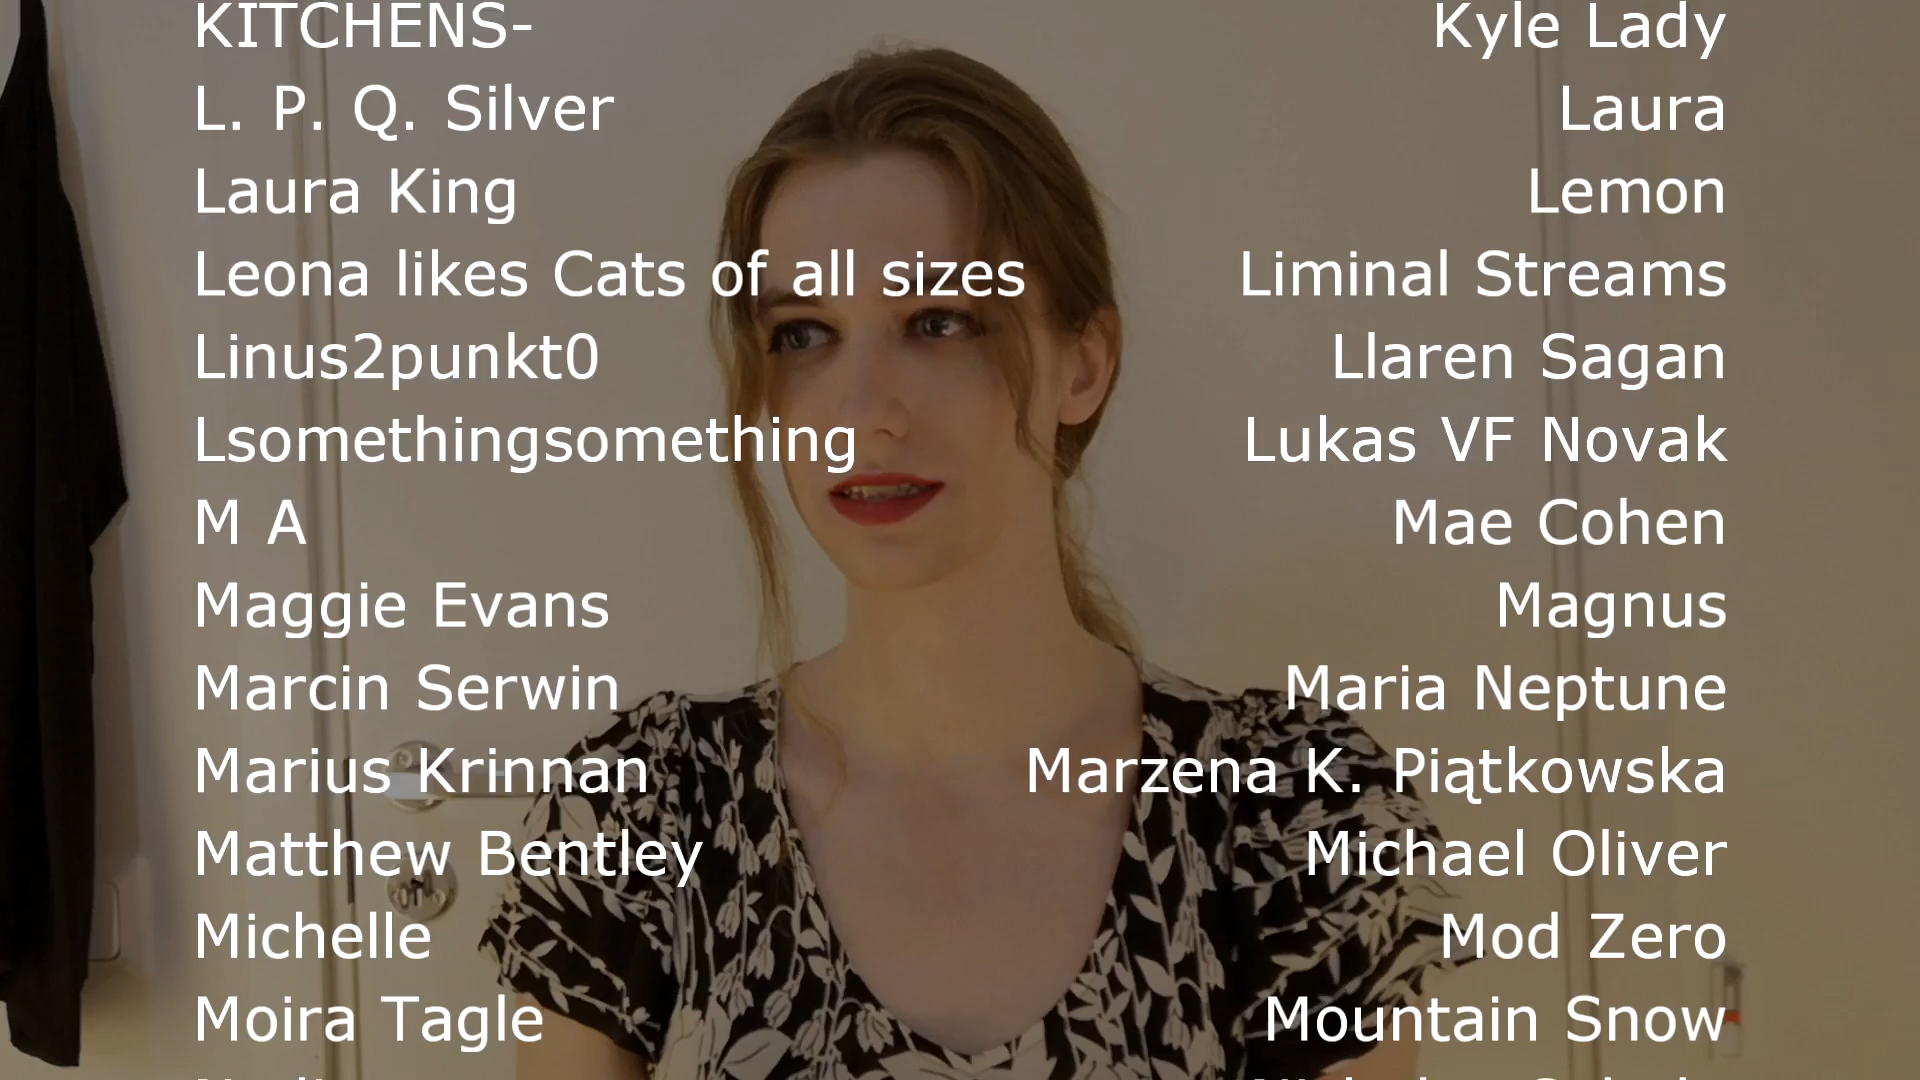 KITCHENS-
Kyle Lady
L. P. Q. Silver
Laura
Laura King
Lemon
Leona likes Cats of all sizes
Liminal Streams
Linus2punkt0
Llaren Sagan
Lsomethingsomething
Lukas VF Novak
M A
Mae Cohen
Maggie Evans
Magnus
Marcin Serwin
Maria Neptune
Marius Krinnan
Marzena K. Piątkowska
Matthew Bentley
Michael Oliver
Michelle
Mod Zero
Moira Tagle
Mountain Snow